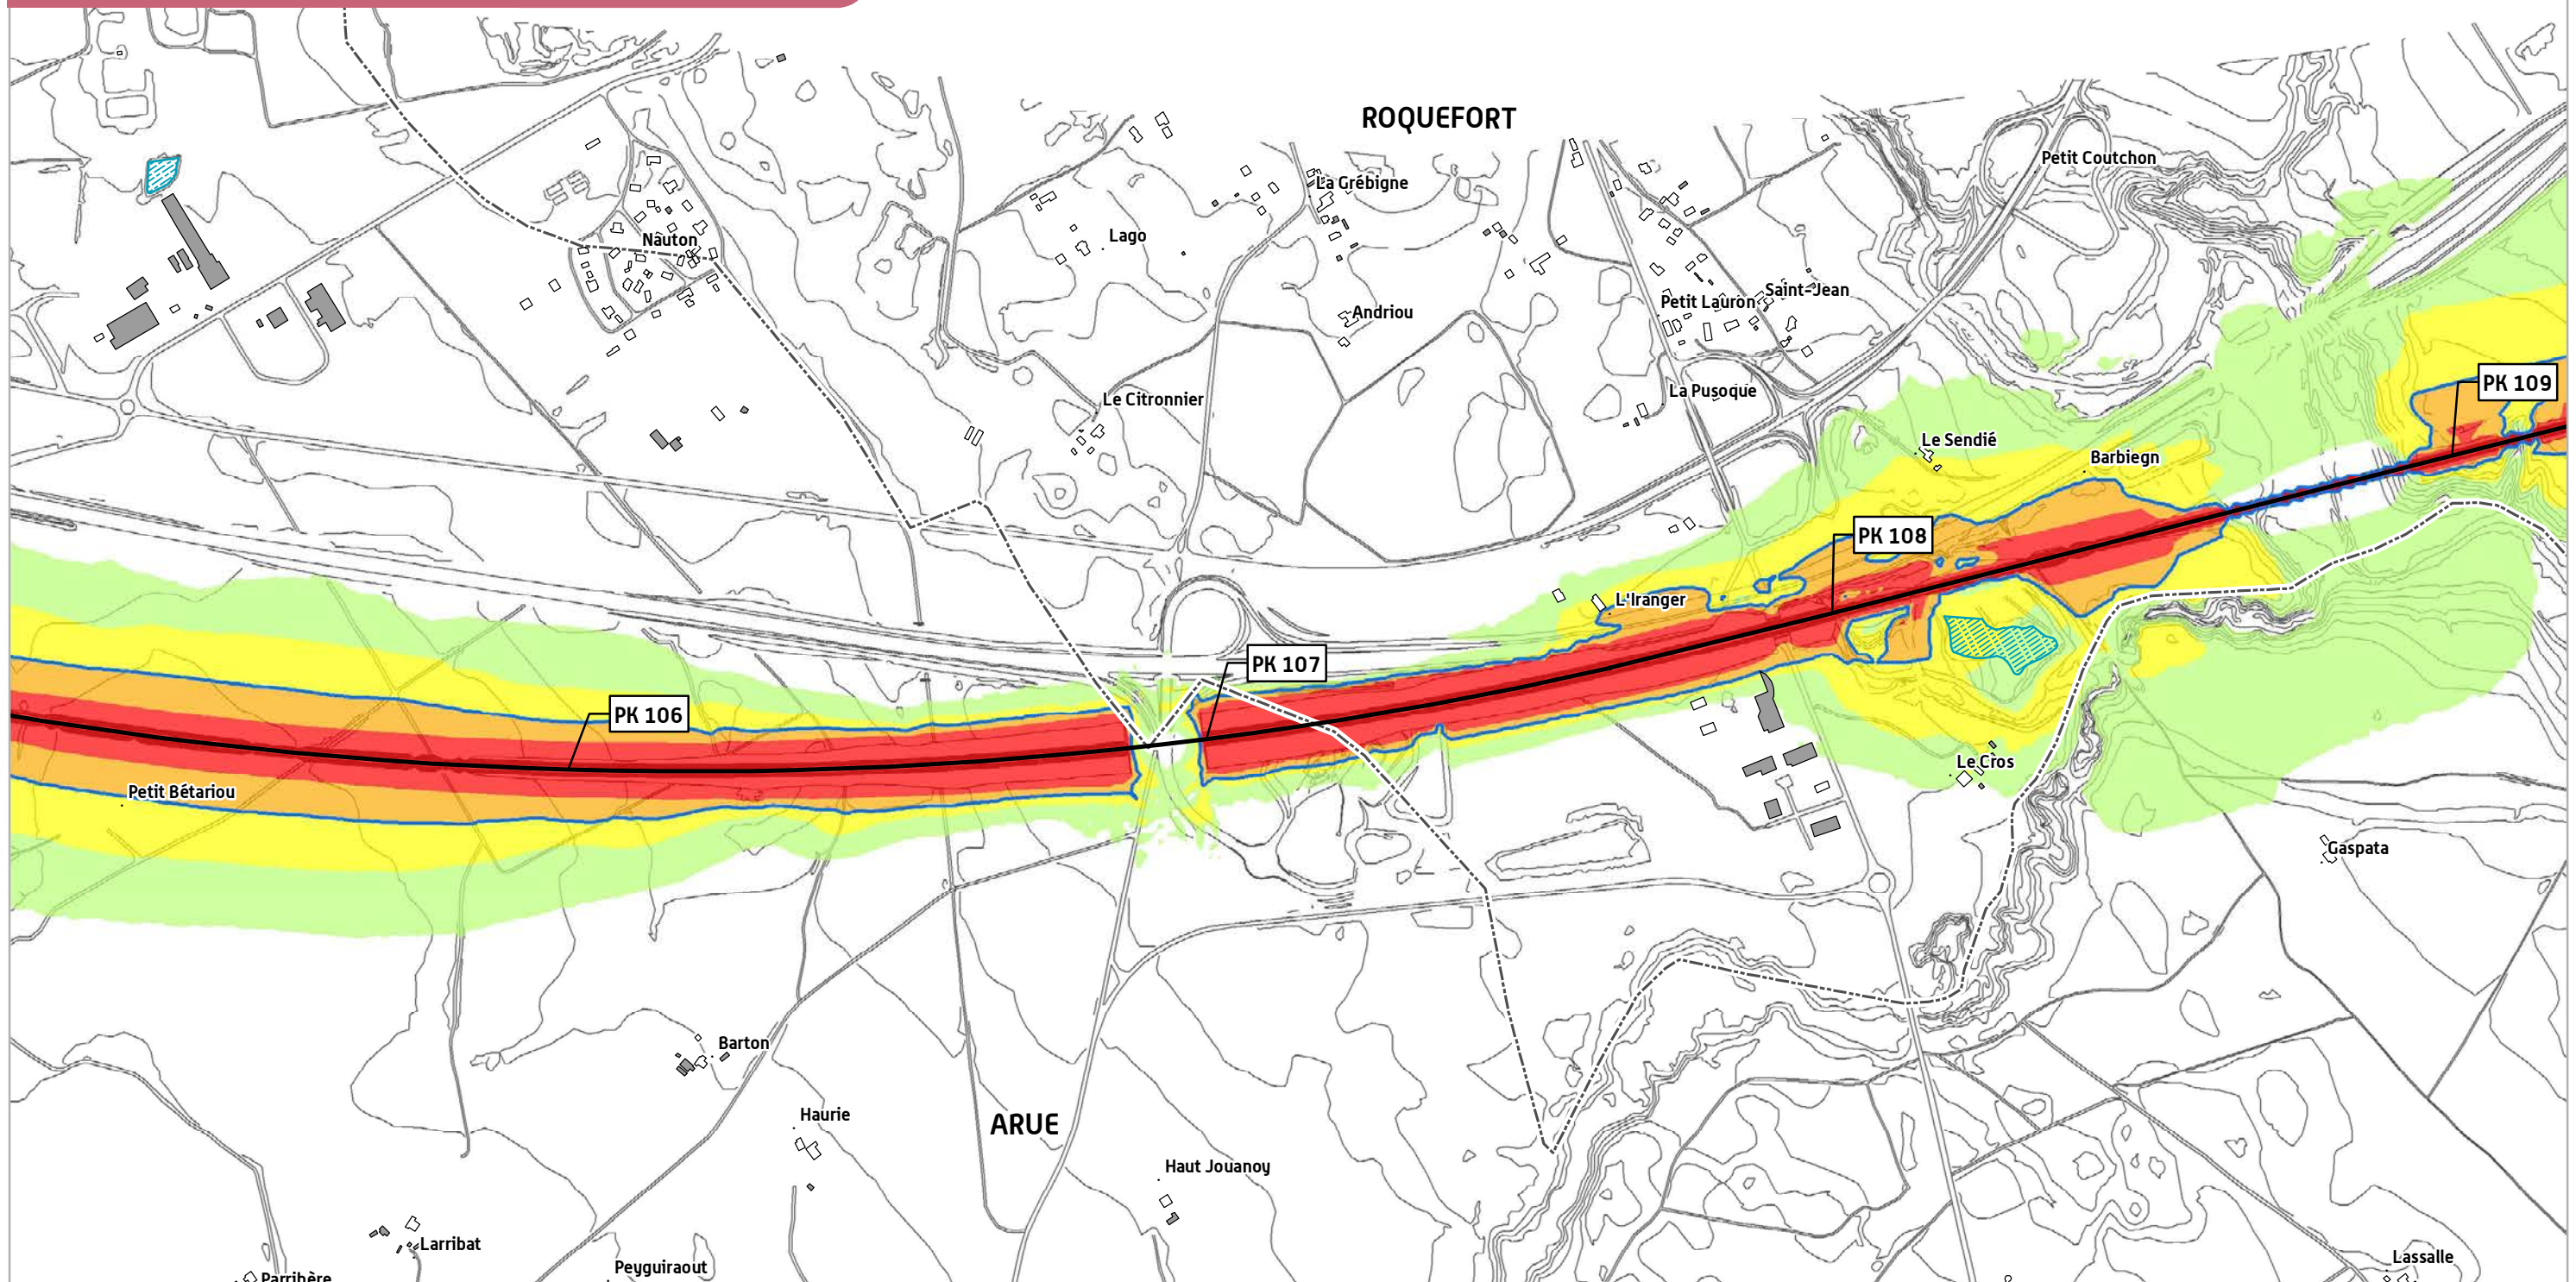 ROQUEFORT
Petit Coutchon
La Grébigne
Nauton
Lago
Saint-Jean
Petit Lauron
Andriou
PK 109
La Pusoque
Le Citronnier
Le Sendié
Barbiegn
PK 108
L'Iranger
PK 107
PK 106
Le Cros
Petit Bétariou
Gaspata
Barton
Haurie
ARUE
Haut Jouanoy
Larribat
Lassalle
Peyguiraout
Parribère